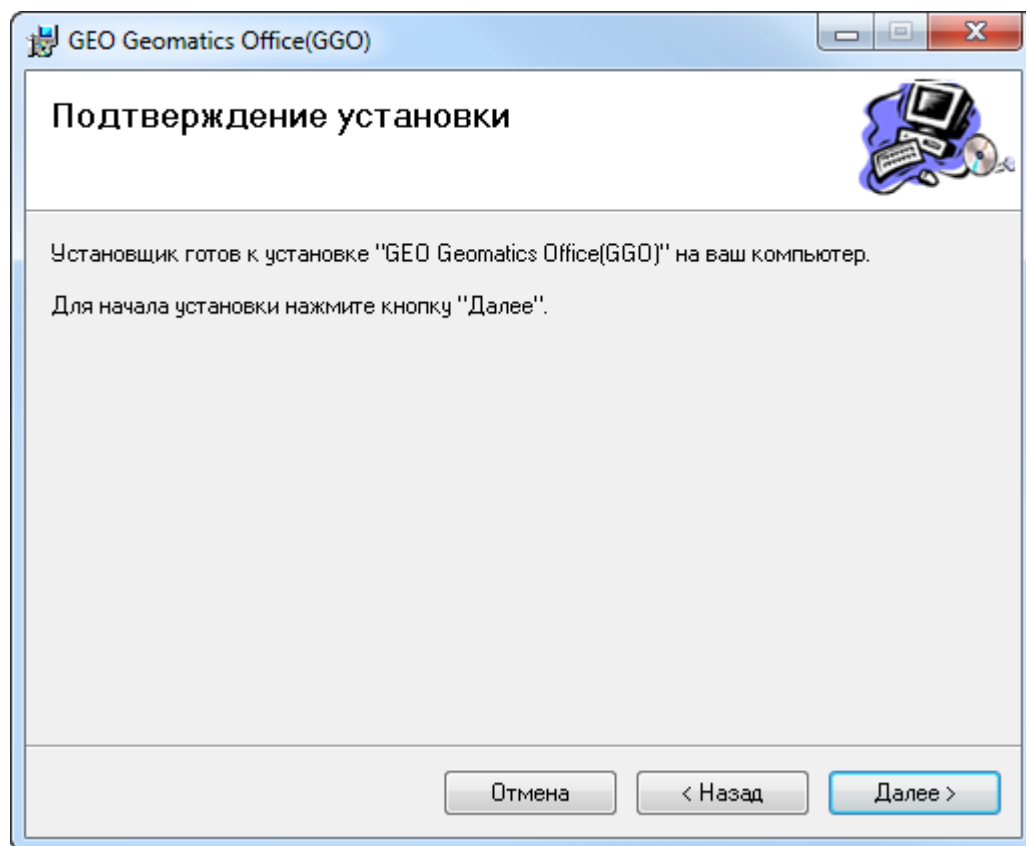 GEO Geomatics Office(GGO)
Подтверждение установки
Установщик готов к установке "GEO Geomatics Office(GGO)" на ваш компьютер.
Для начала установки нажмите кнопку "Далее".
Отмена
< Назад
Далее >